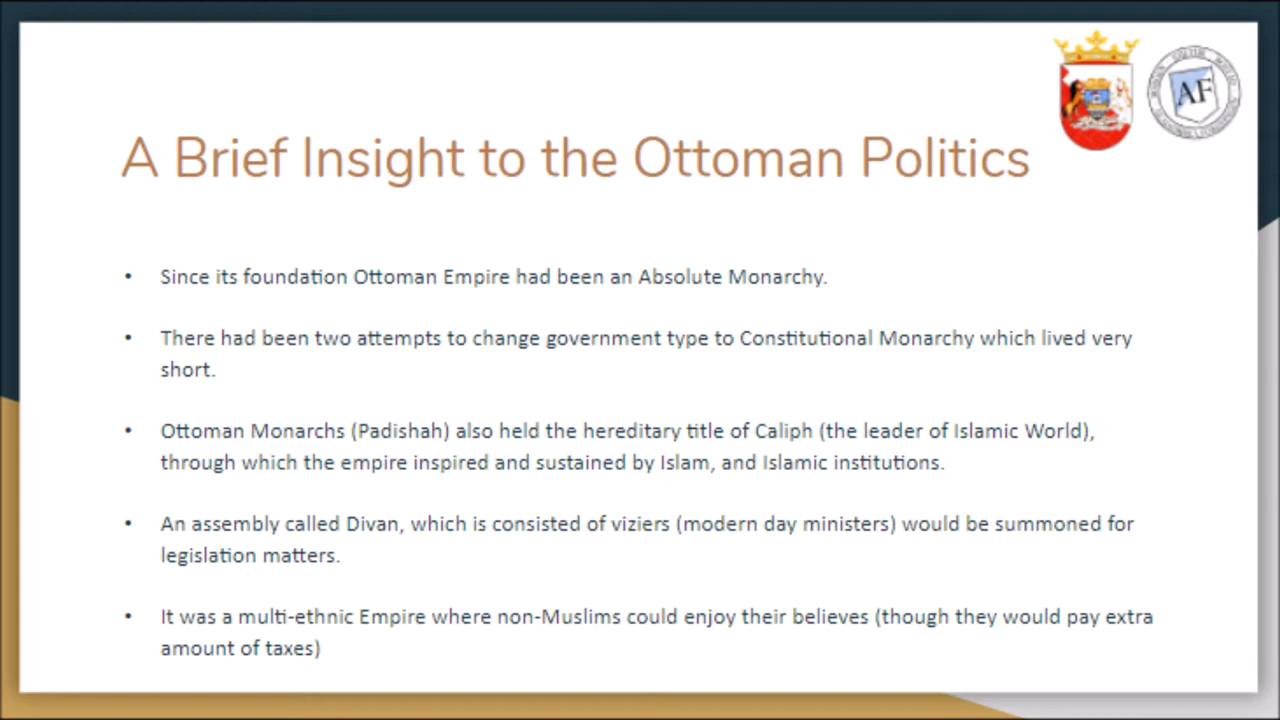 A Brief Insight to the Ottoman Politics
AF
• Since its foundation Ottoman Empire had been an Absolute Monarchy.
• There had been two attempts to change government type to Constitutional Monarchy which lived very
short.
• Ottoman Monarchs (Padishah) also held the hereditary title of Caliph (the leader of Islamic World),
through which the empire inspired and sustained by Islam, and Islamic institutions.
• An assembly called Divan, which is consisted of viziers (modern day ministers) would be summoned for
legislation matters.
• It was a multi-ethnic Empire where non-Muslims could enjoy their believes (though they would pay extra
amount of taxes)